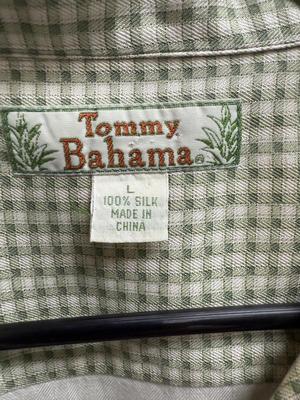 Tommy
Bahama®
L
100% SILK
MADE IN
CHINA